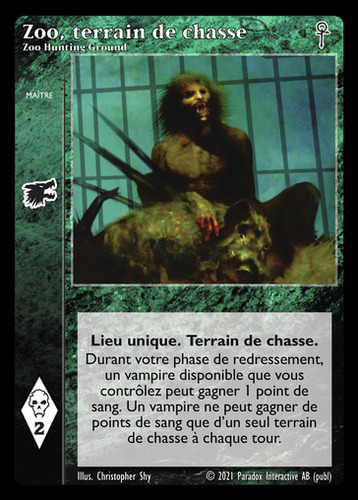 Zoo, terrain de chasse
Zoo Hunting Ground
MAÎTRE
Lieu unique. Terrain de chasse.
Durant votre phase de redressement,
un vampire disponible que vous
contrôlez peut gagner 1 point de
sang. Un vampire ne peut gagner de
points de sang que d'un seul terrain
de chasse à chaque tour.
2
Illus. Christopher Shy © 2021 Paradox Interactive AB (publ)